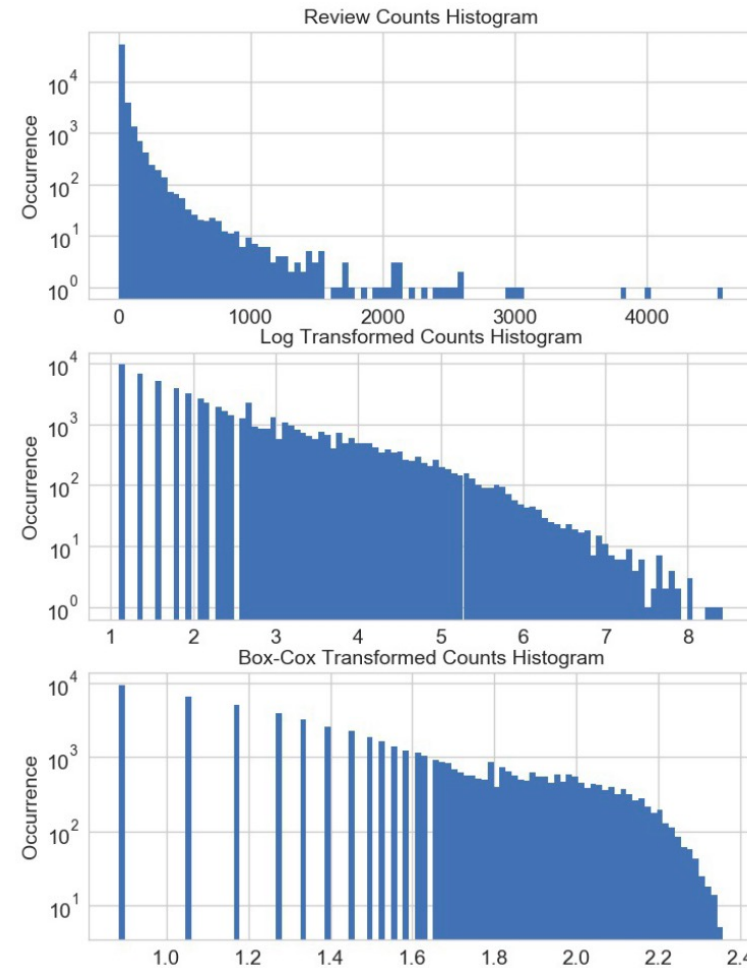 Review Counts Histogram
10^4
10^3
10^2
10^1
10^0
Occurrence
0 1000 2000 3000 4000
Log Transformed Counts Histogram
10^4
10^3
10^2
10^1
10^0
Occurrence
1 2 3 4 5 6 7 8
Box-Cox Transformed Counts Histogram
10^4
10^3
10^2
10^1
Occurrence
1.0 1.2 1.4 1.6 1.8 2.0 2.2 2.4